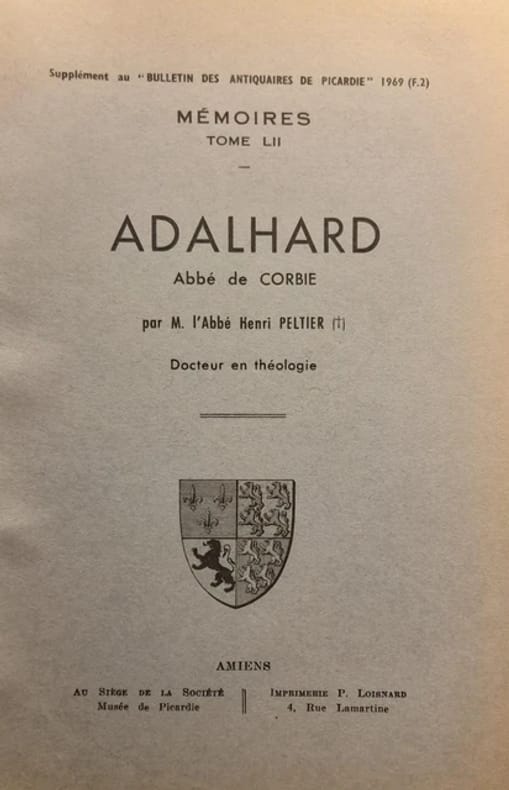 Supplément au "BULLETIN DES ANTIQUAIRES DE PICARDIE" 1969 (F.2)
MÉMOIRES
TOME LII
—
ADALHARD
Abbé de CORBIE
par M. l'Abbé Henri PELTIER (†)
Docteur en théologie
AMIENS
AU SIÈGE DE LA SOCIÉTÉ
Musée de Picardie
IMPRIMERIE P. LOISNARD
4, Rue Lamartine